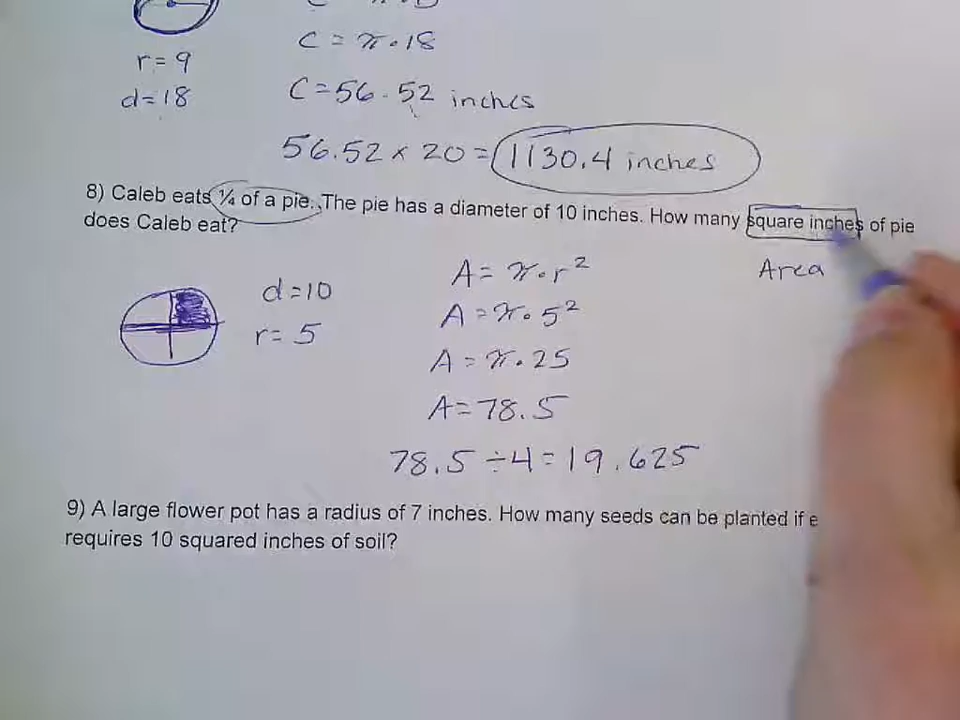 r = 9
C = π · 18
d = 18
C = 56.52 inches
56.52 × 20 = 1130.4 inches
8) Caleb eats ¼ of a pie. The pie has a diameter of 10 inches. How many square inches of pie
does Caleb eat?
Area
d = 10
A = π · r²
r = 5
A = π · 5²
A = π · 25
A = 78.5
78.5 ÷ 4 = 19.625
9) A large flower pot has a radius of 7 inches. How many seeds can be planted if
requires 10 squared inches of soil?